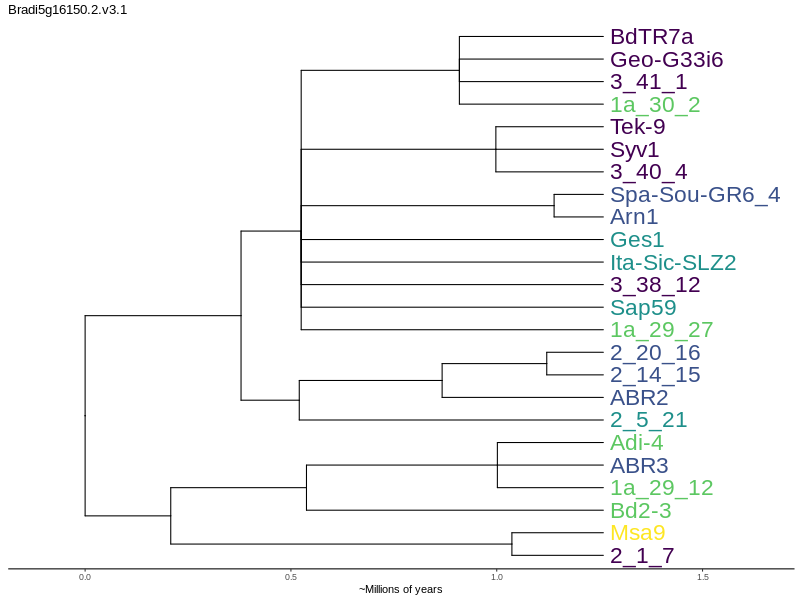 Bradi5g16150.2.v3.1
BdTR7a
Geo-G33i6
3_41_1
1a_30_2
Tek-9
Syv1
3_40_4
Spa-Sou-GR6_4
Arn1
Ges1
Ita-Sic-SLZ2
3_38_12
Sap59
1a_29_27
2_20_16
2_14_15
ABR2
2_5_21
Adi-4
ABR3
1a_29_12
Bd2-3
Msa9
2_1_7
0.0 0.5 1.0 1.5
~Millions of years